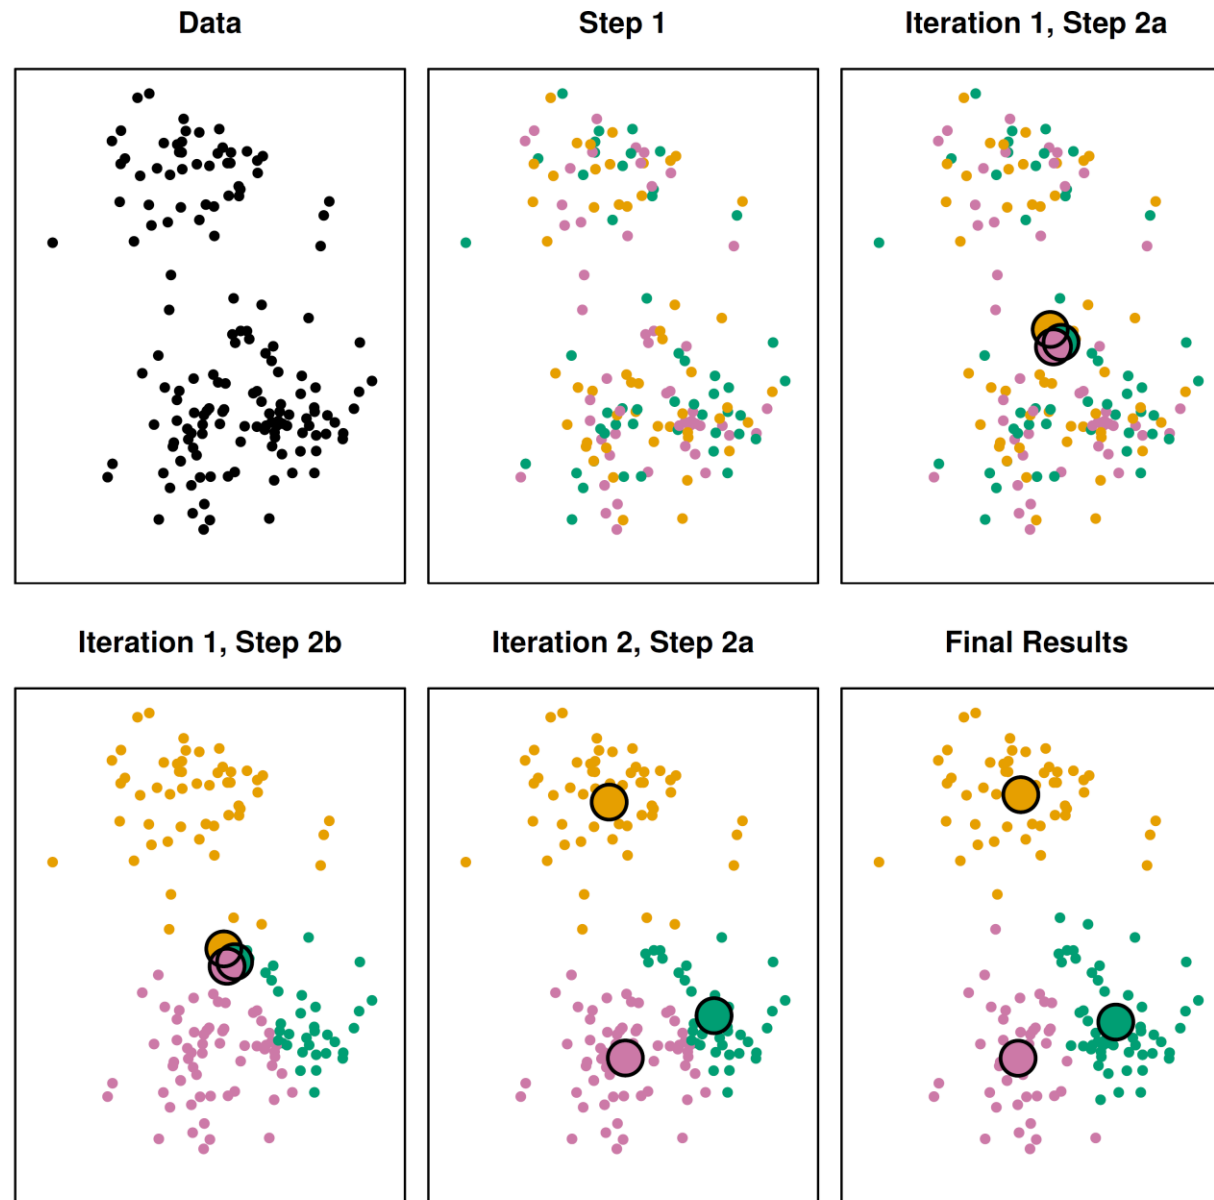 Data
Step 1
Iteration 1, Step 2a
Iteration 1, Step 2b
Iteration 2, Step 2a
Final Results